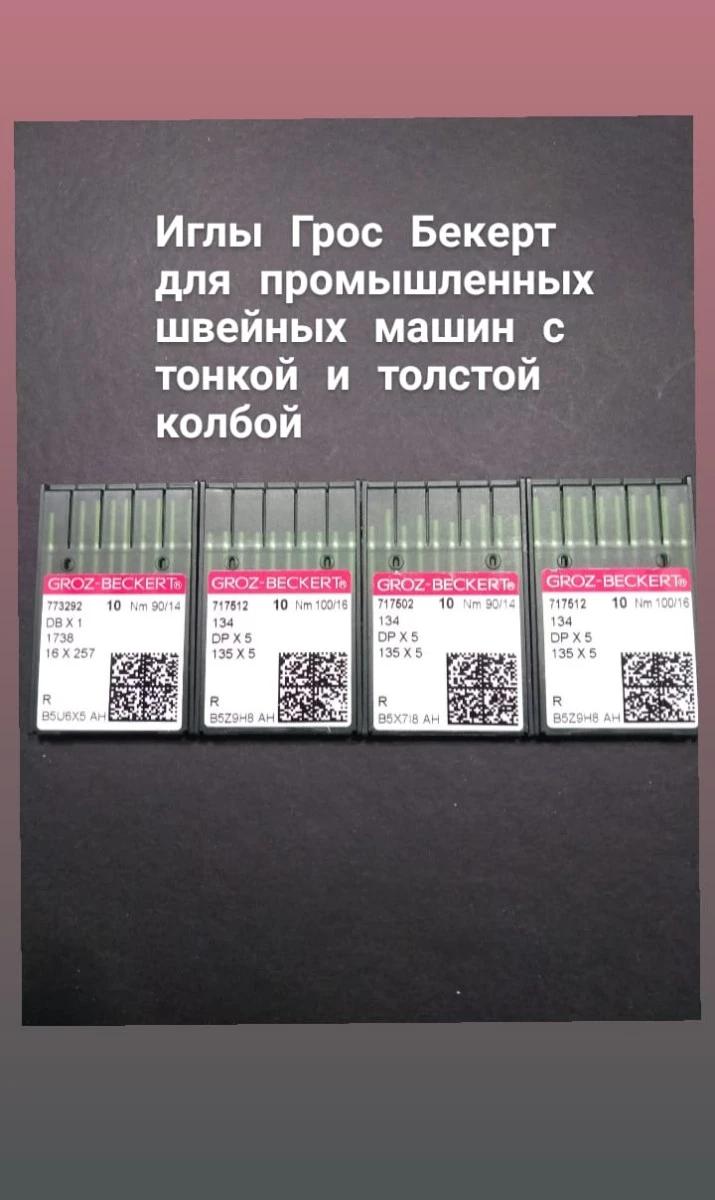 Иглы Грос Бекерт
для промышленных
швейных машин с
тонкой и толстой
колбой
GROZ-BECKERT®
773292 10 Nm 90/14
DB X 1
1738
16 X 257
R
B5U6X5 AH
GROZ-BECKERT®
717512 10 Nm 100/16
134
DP X 5
135 X 5
R
B5Z9H8 AH
GROZ-BECKERT®
717502 10 Nm 90/14
134
DP X 5
135 X 5
R
B5X7I8 AH
GROZ-BECKERT®
717512 10 Nm 100/16
134
DP X 5
135 X 5
R
B5Z9H8 AH